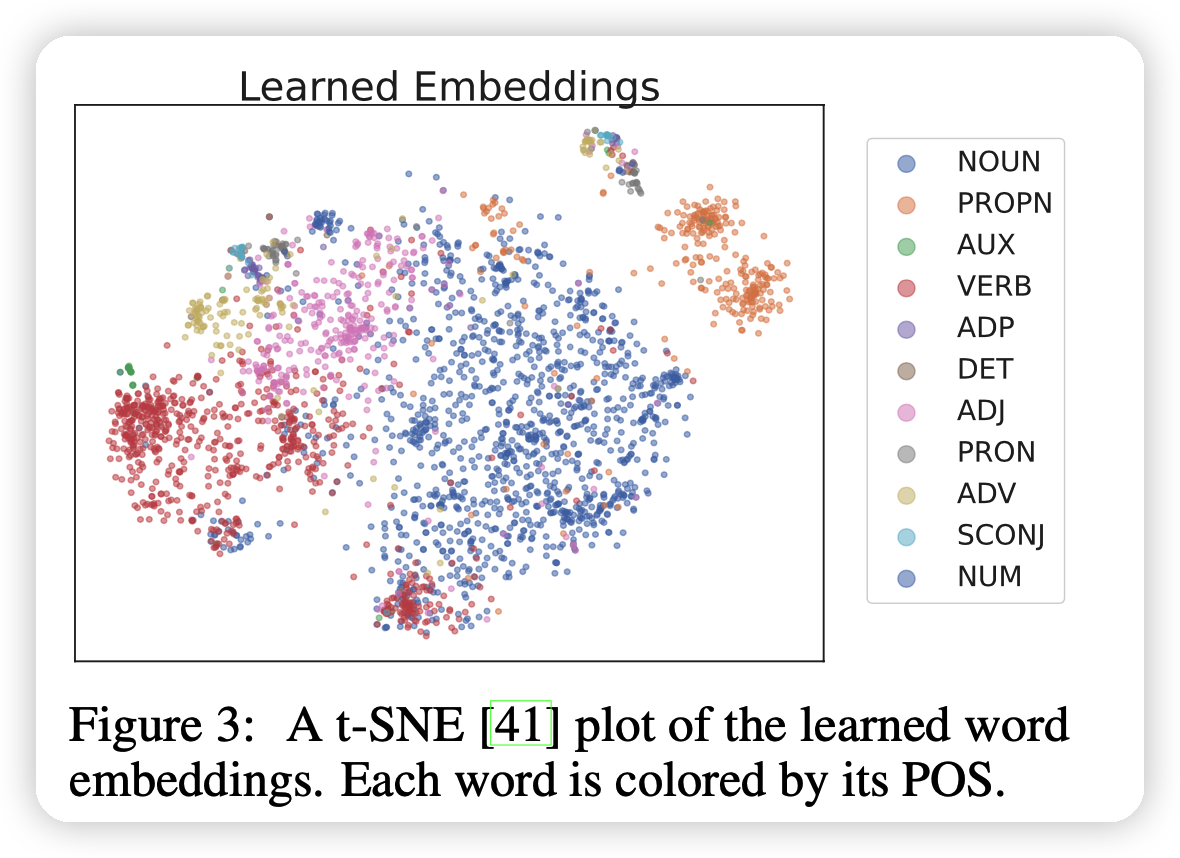 Learned Embeddings
NOUN
PROPN
AUX
VERB
ADP
DET
ADJ
PRON
ADV
SCONJ
NUM
Figure 3: A t-SNE [41] plot of the learned word
embeddings. Each word is colored by its POS.